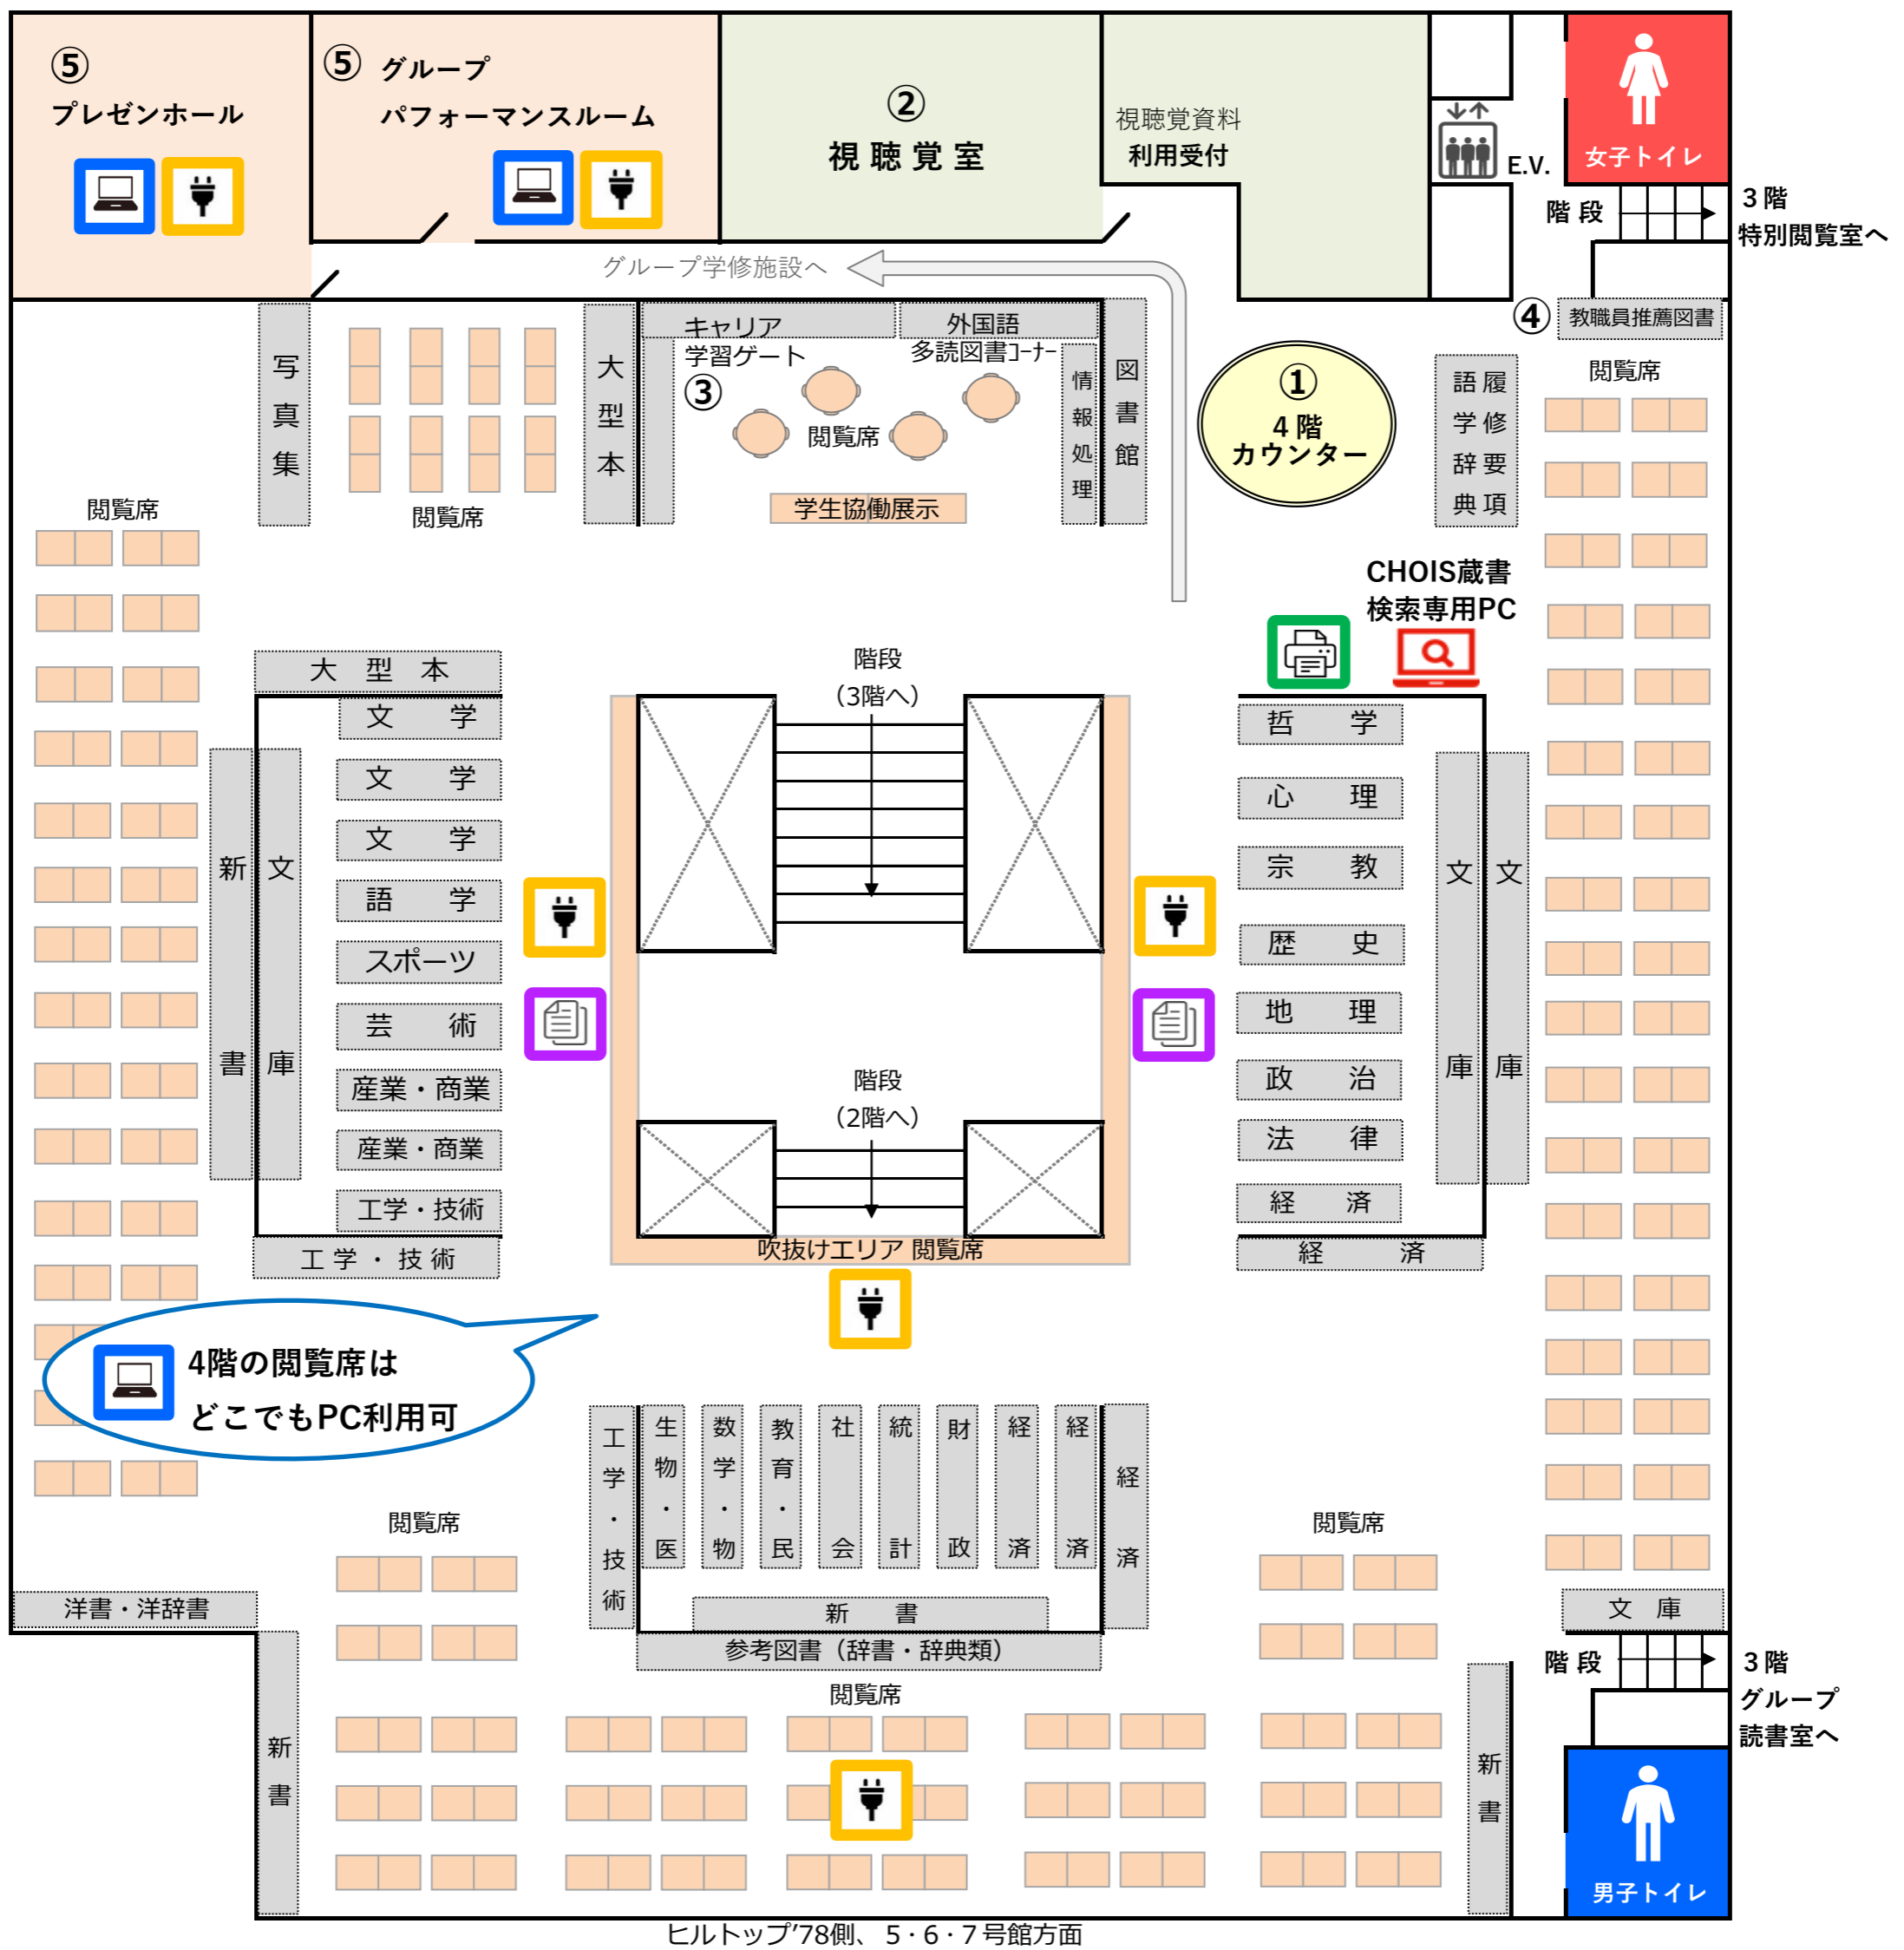 ⑤
プレゼンホール
⑤ グループ
パフォーマンスルーム
②
視聴覚室
視聴覚資料
利用受付
E.V.
女子トイレ
階段
3階
特別閲覧室へ
グループ学修施設へ
④
教職員推薦図書
写真集
大型本
キャリア
学習ゲート
③
外国語
多読図書コーナー
情報処理
図書館
閲覧席
学生協働展示
閲覧席
①
4階
カウンター
履修要項
語学辞典
閲覧席
閲覧席
CHOIS蔵書
検索専用PC
大型本
文学
文学
文学
語学
スポーツ
芸術
産業・商業
産業・商業
工学・技術
工学・技術
新書
文庫
階段
(3階へ)
階段
(2階へ)
吹抜けエリア 閲覧席
哲学
心理
宗教
歴史
地理
政治
法律
経済
経済
文庫
文庫
4階の閲覧席は
どこでもPC利用可
工学・技術
生物・医
数学・物
教育・民
社会
統計
財政
経済
経済
経済
新書
参考図書（辞書・辞典類）
閲覧席
閲覧席
閲覧席
洋書・洋辞書
新書
文庫
階段
3階
グループ
読書室へ
新書
男子トイレ
ヒルトップ'78側、5・6・7号館方面